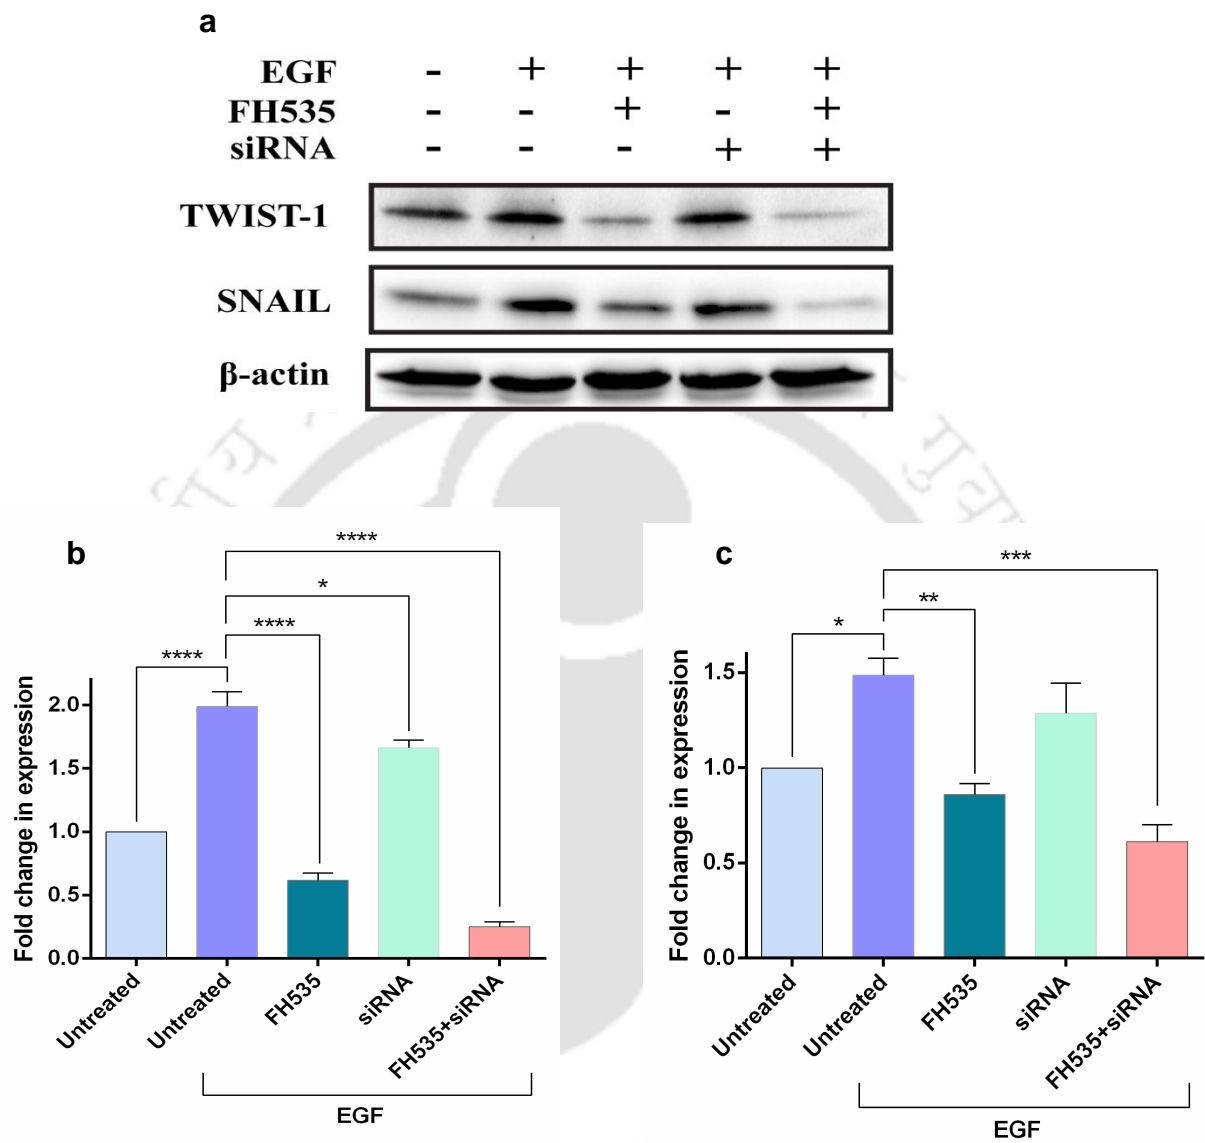 a
EGF - + + + +
FH535 - - + - +
siRNA - - - + +
TWIST-1
SNAIL
β-actin
b
****
*
****
****
Fold change in expression
2.0
1.5
1.0
0.5
0.0
Untreated
Untreated
FH535
siRNA
FH535+siRNA
EGF
c
***
**
*
Fold change in expression
1.5
1.0
0.5
0.0
Untreated
Untreated
FH535
siRNA
FH535+siRNA
EGF